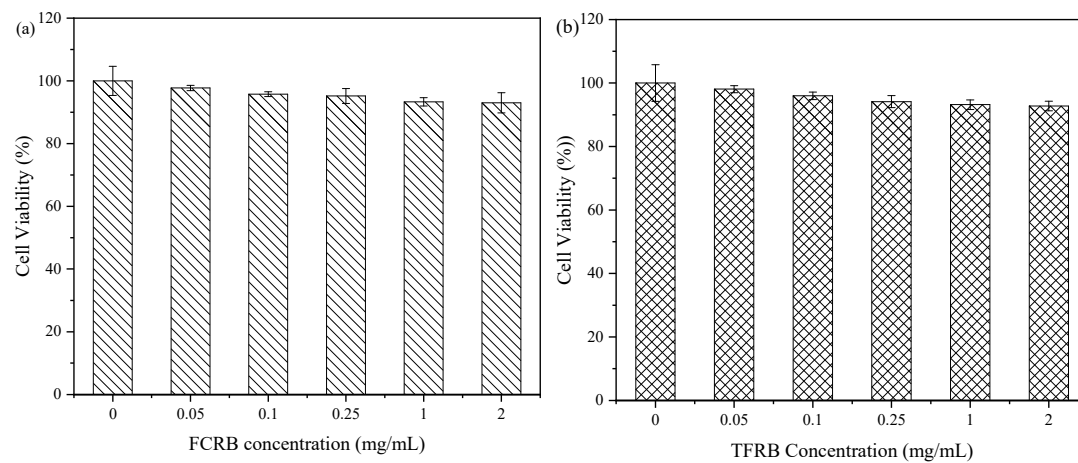 (a)
120
100
80
60
40
20
0
Cell Viability (%)
0 0.05 0.1 0.25 1 2
FCRB concentration (mg/mL)
(b)
120
100
80
60
40
20
0
Cell Viability (%))
0 0.05 0.1 0.25 1 2
TFRB Concentration (mg/mL)